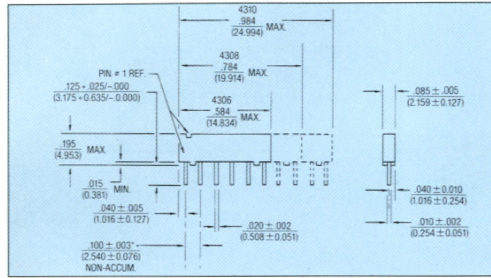 4310
.984
(24.994) MAX.
4308
.784
(19.914) MAX.
PIN # 1 REF.
.125 +.025/-.000
(3.175 +0.635/-.000)
4306
.584
(14.834) MAX.
.085 ± .005
(2.159 ± 0.127)
.195
(4.953) MAX.
.015
(0.381) MIN.
.040 ± .005
(1.016 ± 0.127)
.020 ± .002
(0.508 ± 0.051)
.100 ± .003*
(2.540 ± 0.076)
NON-ACCUM.
.040 ± 0.010
(1.016 ± 0.254)
.010 ± .002
(0.254 ± 0.051)